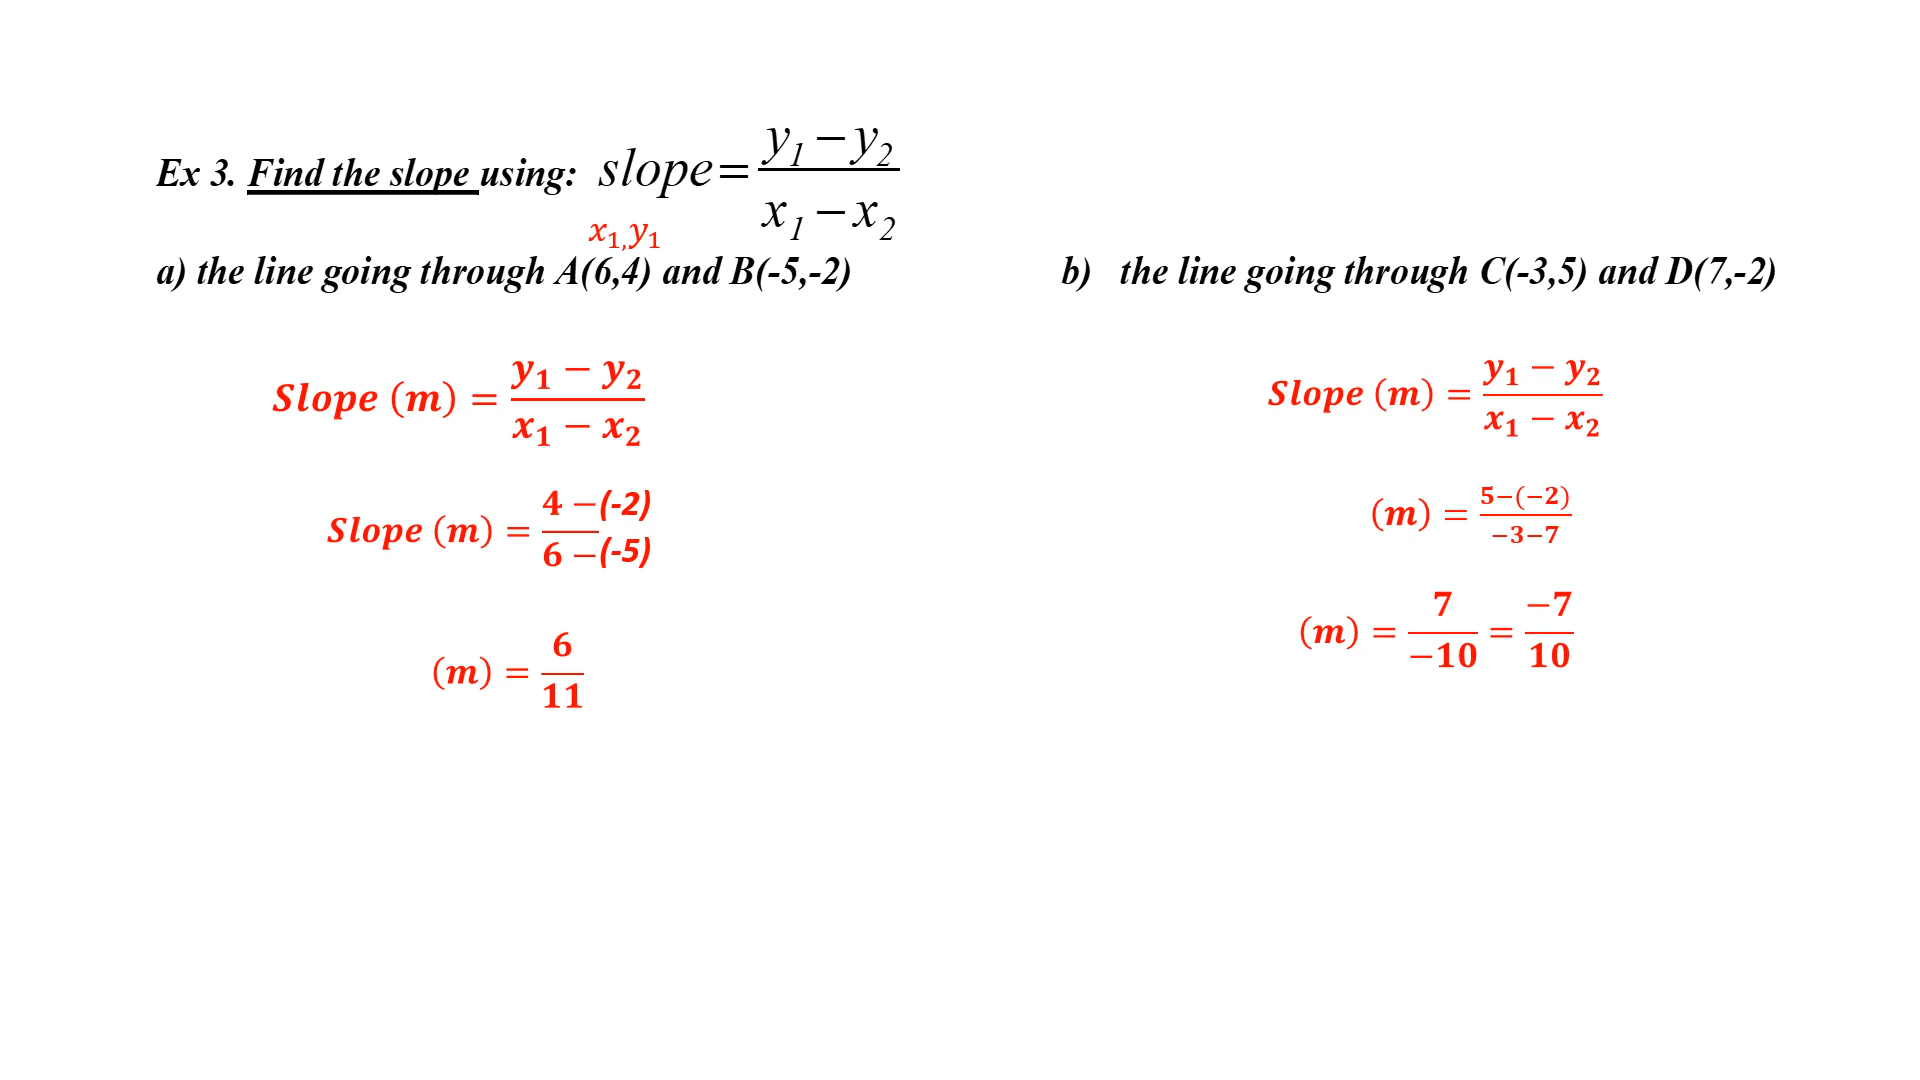 Ex 3. Find the slope using: slope = y₁ − y₂ / x₁ − x₂
x₁,y₁
a) the line going through A(6,4) and B(-5,-2)
Slope (m) = y₁ − y₂ / x₁ − x₂
Slope (m) = 4 −(-2) / 6 −(-5)
(m) = 6 / 11
b) the line going through C(-3,5) and D(7,-2)
Slope (m) = y₁ − y₂ / x₁ − x₂
(m) = 5−(−2) / −3−7
(m) = 7 / −10 = −7 / 10